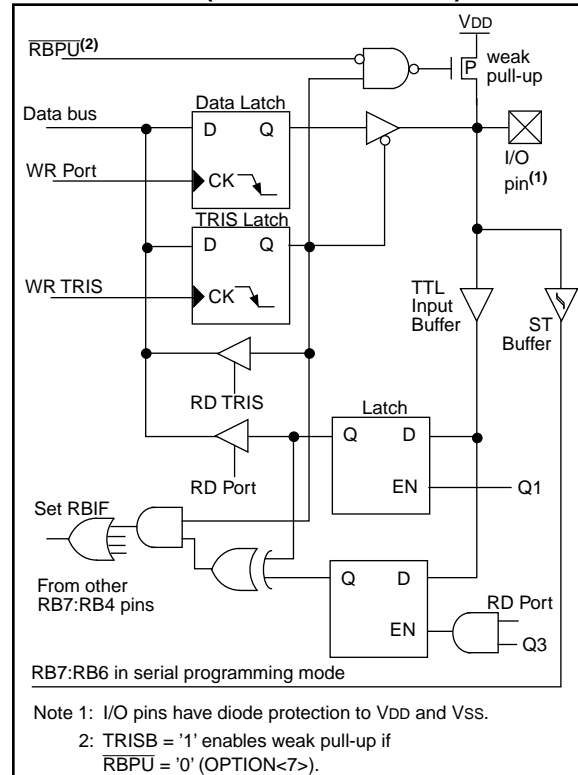 VDD
RBPU(2)
P
weak
pull-up
Data Latch
Data bus
D
Q
I/O
pin(1)
WR Port
CK
TRIS Latch
D
Q
TTL
Input
Buffer
ST
Buffer
WR TRIS
CK
RD TRIS
Latch
Q
D
RD Port
EN
Q1
Set RBIF
From other
RB7:RB4 pins
Q
D
RD Port
EN
Q3
RB7:RB6 in serial programming mode
Note 1: I/O pins have diode protection to VDD and VSS.
2: TRISB = '1' enables weak pull-up if
RBPU = '0' (OPTION<7>).